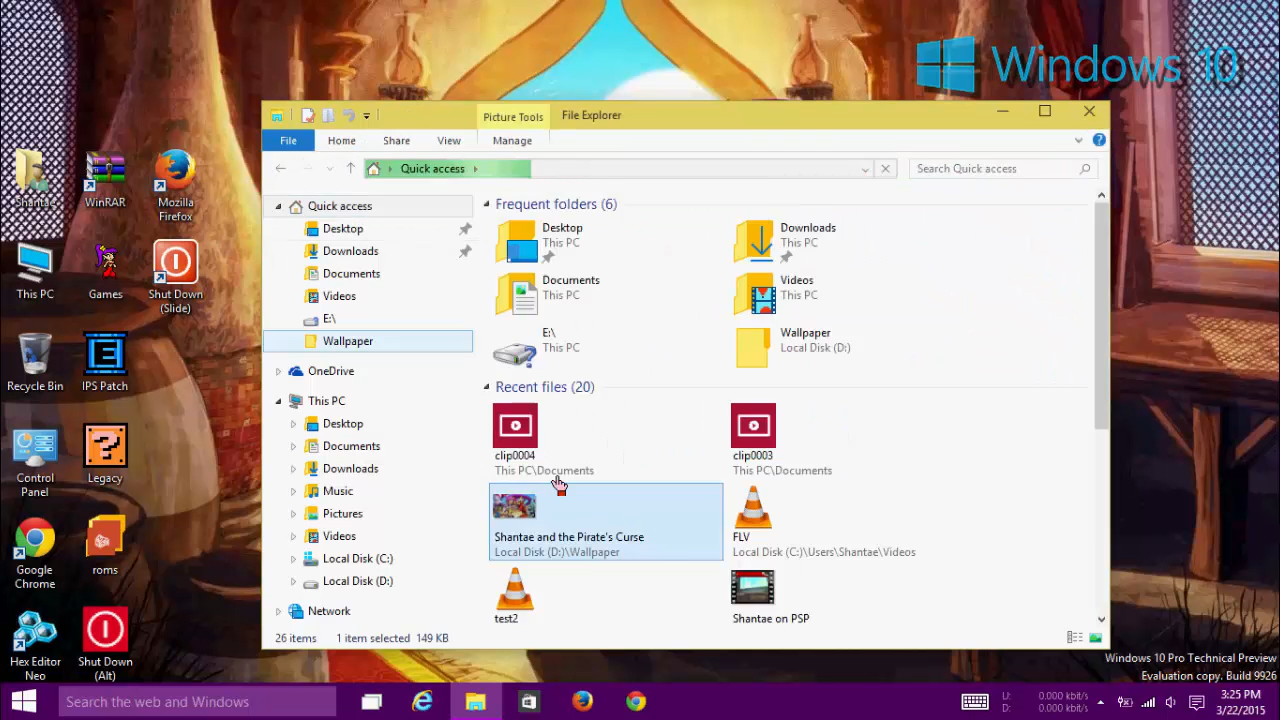 Windows 10
Shantae
WinRAR
Mozilla
Firefox
This PC
Games
Shut Down
(Slide)
Recycle Bin
IPS Patch
Control
Panel
Legacy
Google
Chrome
roms
Hex Editor
Neo
Shut Down
(Alt)
Picture Tools
File Explorer
File
Home
Share
View
Manage
Quick access
Search Quick access
Quick access
Desktop
Downloads
Documents
Videos
E:\
Wallpaper
OneDrive
This PC
Desktop
Documents
Downloads
Music
Pictures
Videos
Local Disk (C:)
Local Disk (D:)
Network
Frequent folders (6)
Desktop
This PC
Downloads
This PC
Documents
This PC
Videos
This PC
E:\
This PC
Wallpaper
Local Disk (D:)
Recent files (20)
clip0004
This PC\Documents
clip0003
This PC\Documents
Shantae and the Pirate's Curse
Local Disk (D:)\Wallpaper
FLV
Local Disk (C:)\Users\Shantae\Videos
test2
Shantae on PSP
26 items
1 item selected 149 KB
Windows 10 Pro Technical Preview
Evaluation copy. Build 9926
Search the web and Windows
U: 0.000 kbit/s
D: 0.000 kbit/s
3:25 PM
3/22/2015